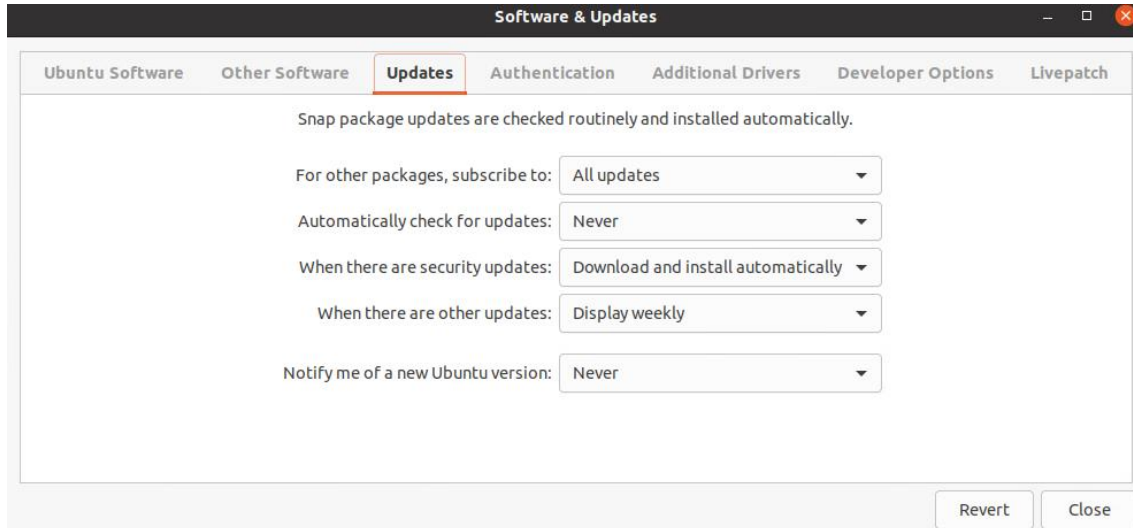 Software & Updates
Ubuntu Software Other Software Updates Authentication Additional Drivers Developer Options Livepatch
Snap package updates are checked routinely and installed automatically.
For other packages, subscribe to: All updates
Automatically check for updates: Never
When there are security updates: Download and install automatically
When there are other updates: Display weekly
Notify me of a new Ubuntu version: Never
Revert Close